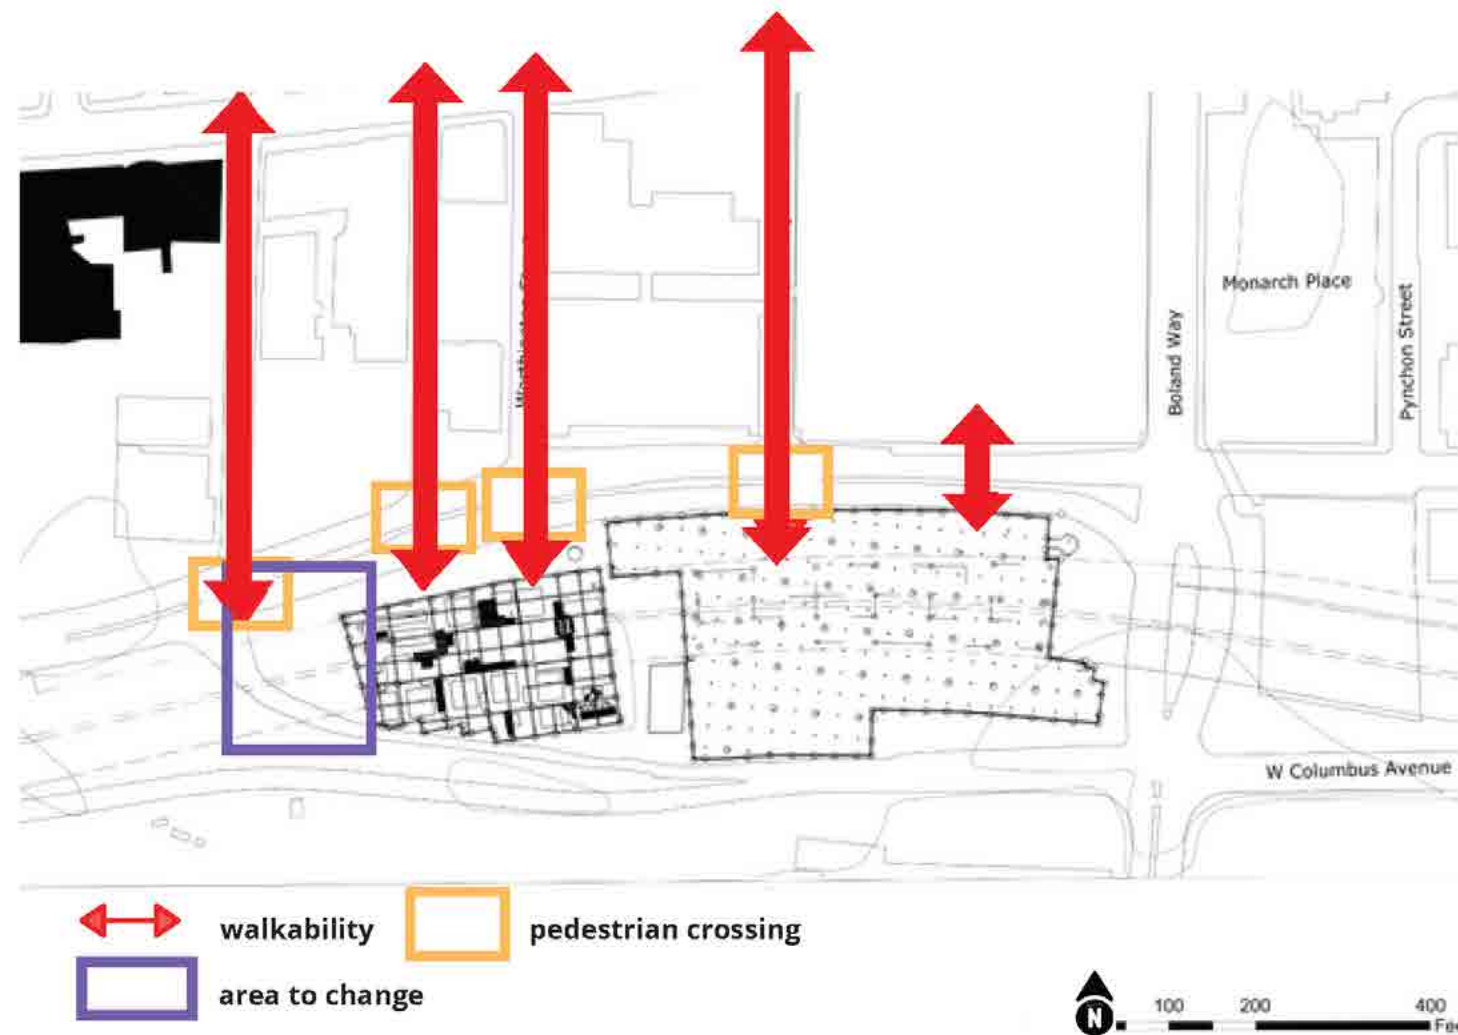 Monarch Place
Boland Way
Pynchon Street
W Columbus Avenue
walkability
pedestrian crossing
area to change
N
100 200 400